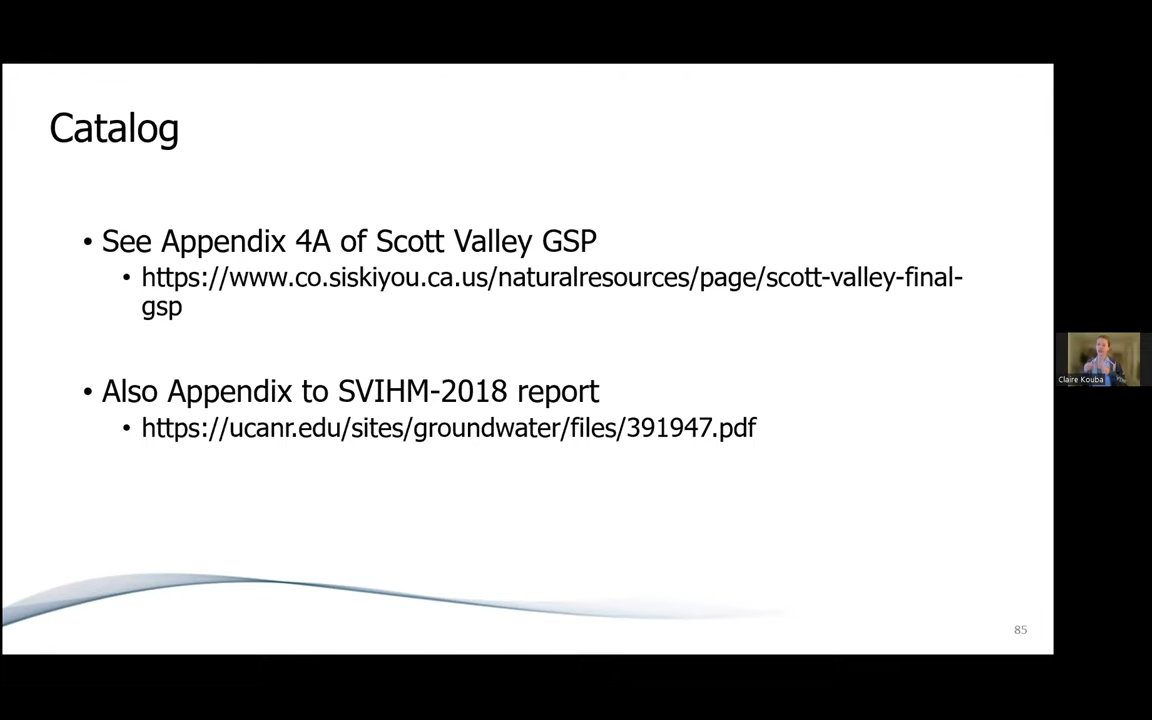 Catalog
• See Appendix 4A of Scott Valley GSP
• https://www.co.siskiyou.ca.us/naturalresources/page/scott-valley-final-
gsp
• Also Appendix to SVIHM-2018 report
• https://ucanr.edu/sites/groundwater/files/391947.pdf
85
Claire Kouba